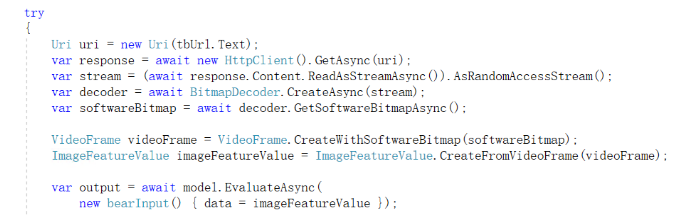 try
{
Uri uri = new Uri(tbUrl.Text);
var response = await new HttpClient().GetAsync(uri);
var stream = (await response.Content.ReadAsStreamAsync()).AsRandomAccessStream();
var decoder = await BitmapDecoder.CreateAsync(stream);
var softwareBitmap = await decoder.GetSoftwareBitmapAsync();
VideoFrame videoFrame = VideoFrame.CreateWithSoftwareBitmap(softwareBitmap);
ImageFeatureValue imageFeatureValue = ImageFeatureValue.CreateFromVideoFrame(videoFrame);
var output = await model.EvaluateAsync(
new bearInput() { data = imageFeatureValue });